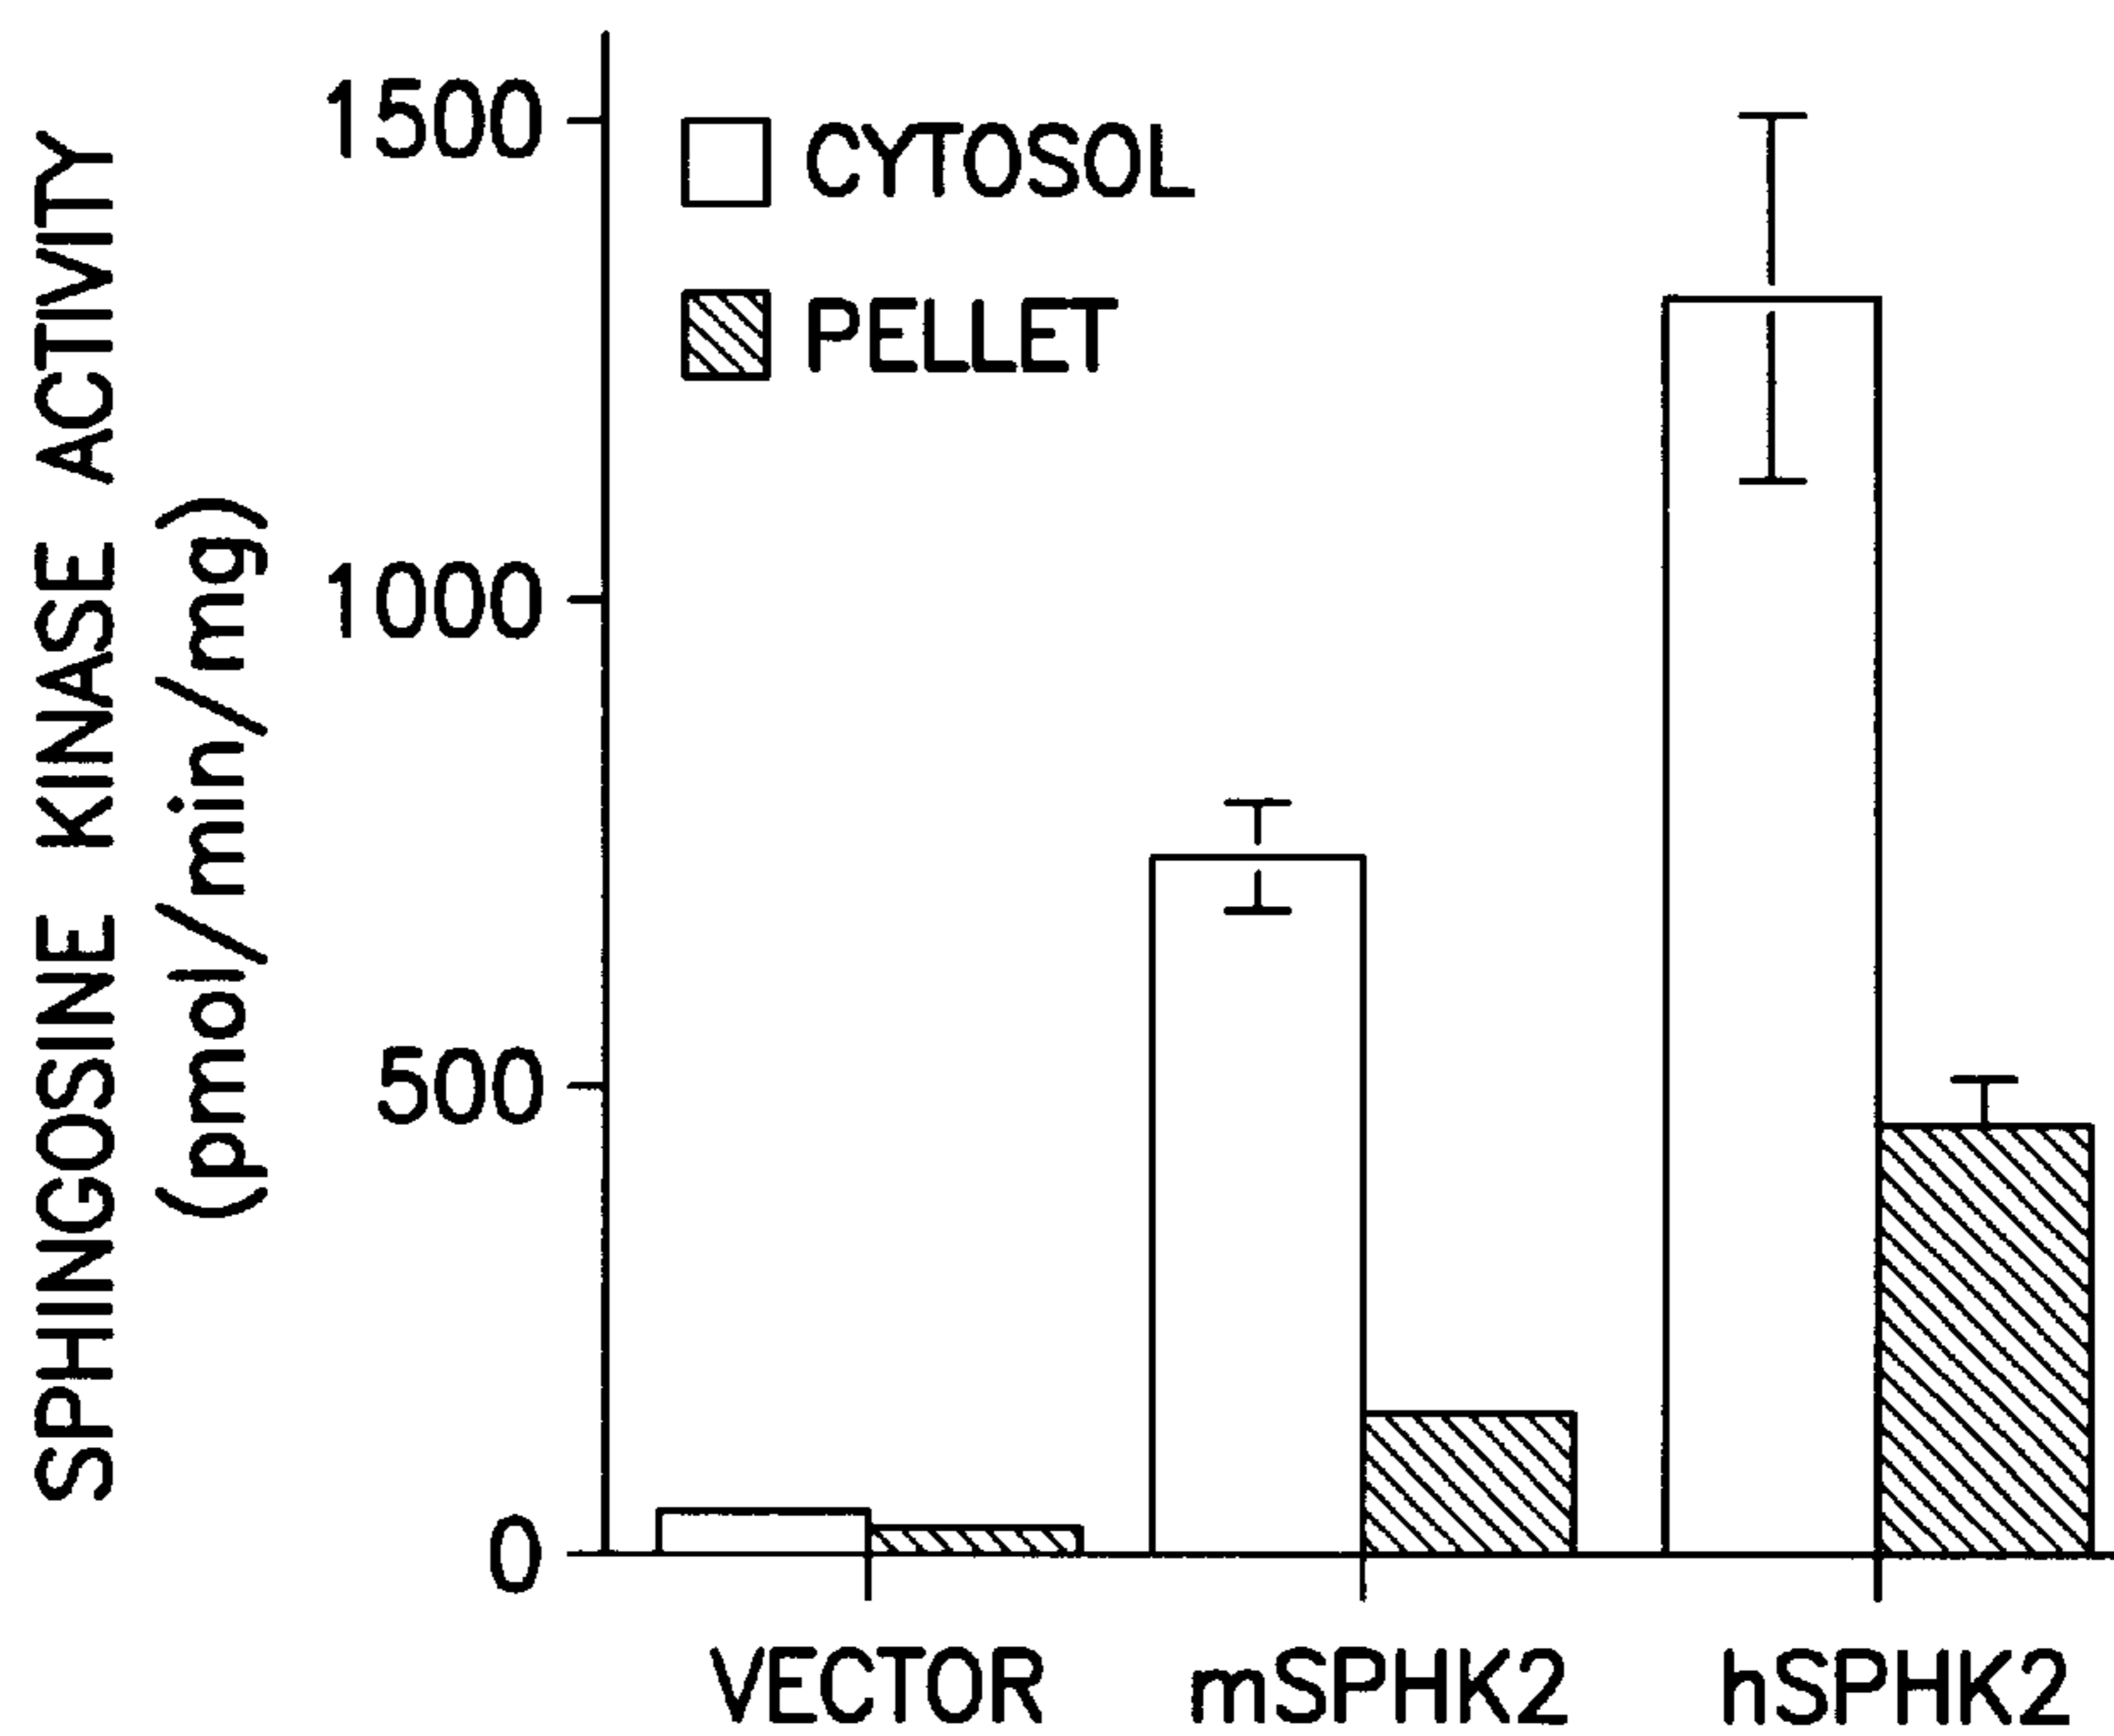 SPHINGOSINE KINASE ACTIVITY
(pmol/min/mg)
1500
1000
500
0
CYTOSOL
PELLET
VECTOR
mSPHK2
hSPHK2